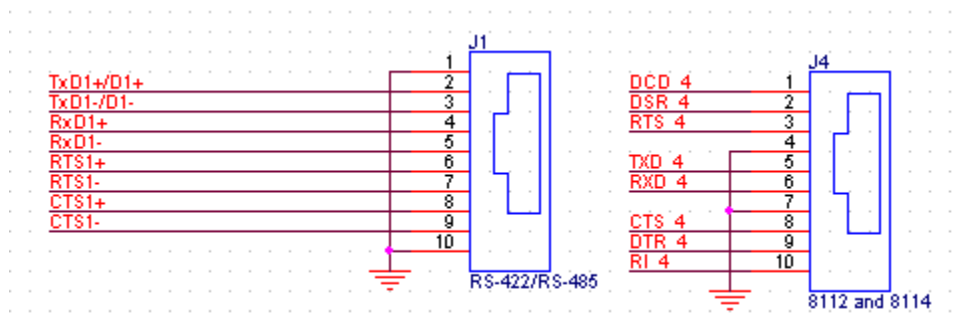 J1
1
TxD1+/D1+ 2
TxD1-/D1- 3
RxD1+ 4
RxD1- 5
RTS1+ 6
RTS1- 7
CTS1+ 8
CTS1- 9
10
RS-422/RS-485
J4
DCD 4 1
DSR 4 2
RTS 4 3
4
TXD 4 5
RXD 4 6
7
CTS 4 8
DTR 4 9
RI 4 10
8112 and 8114